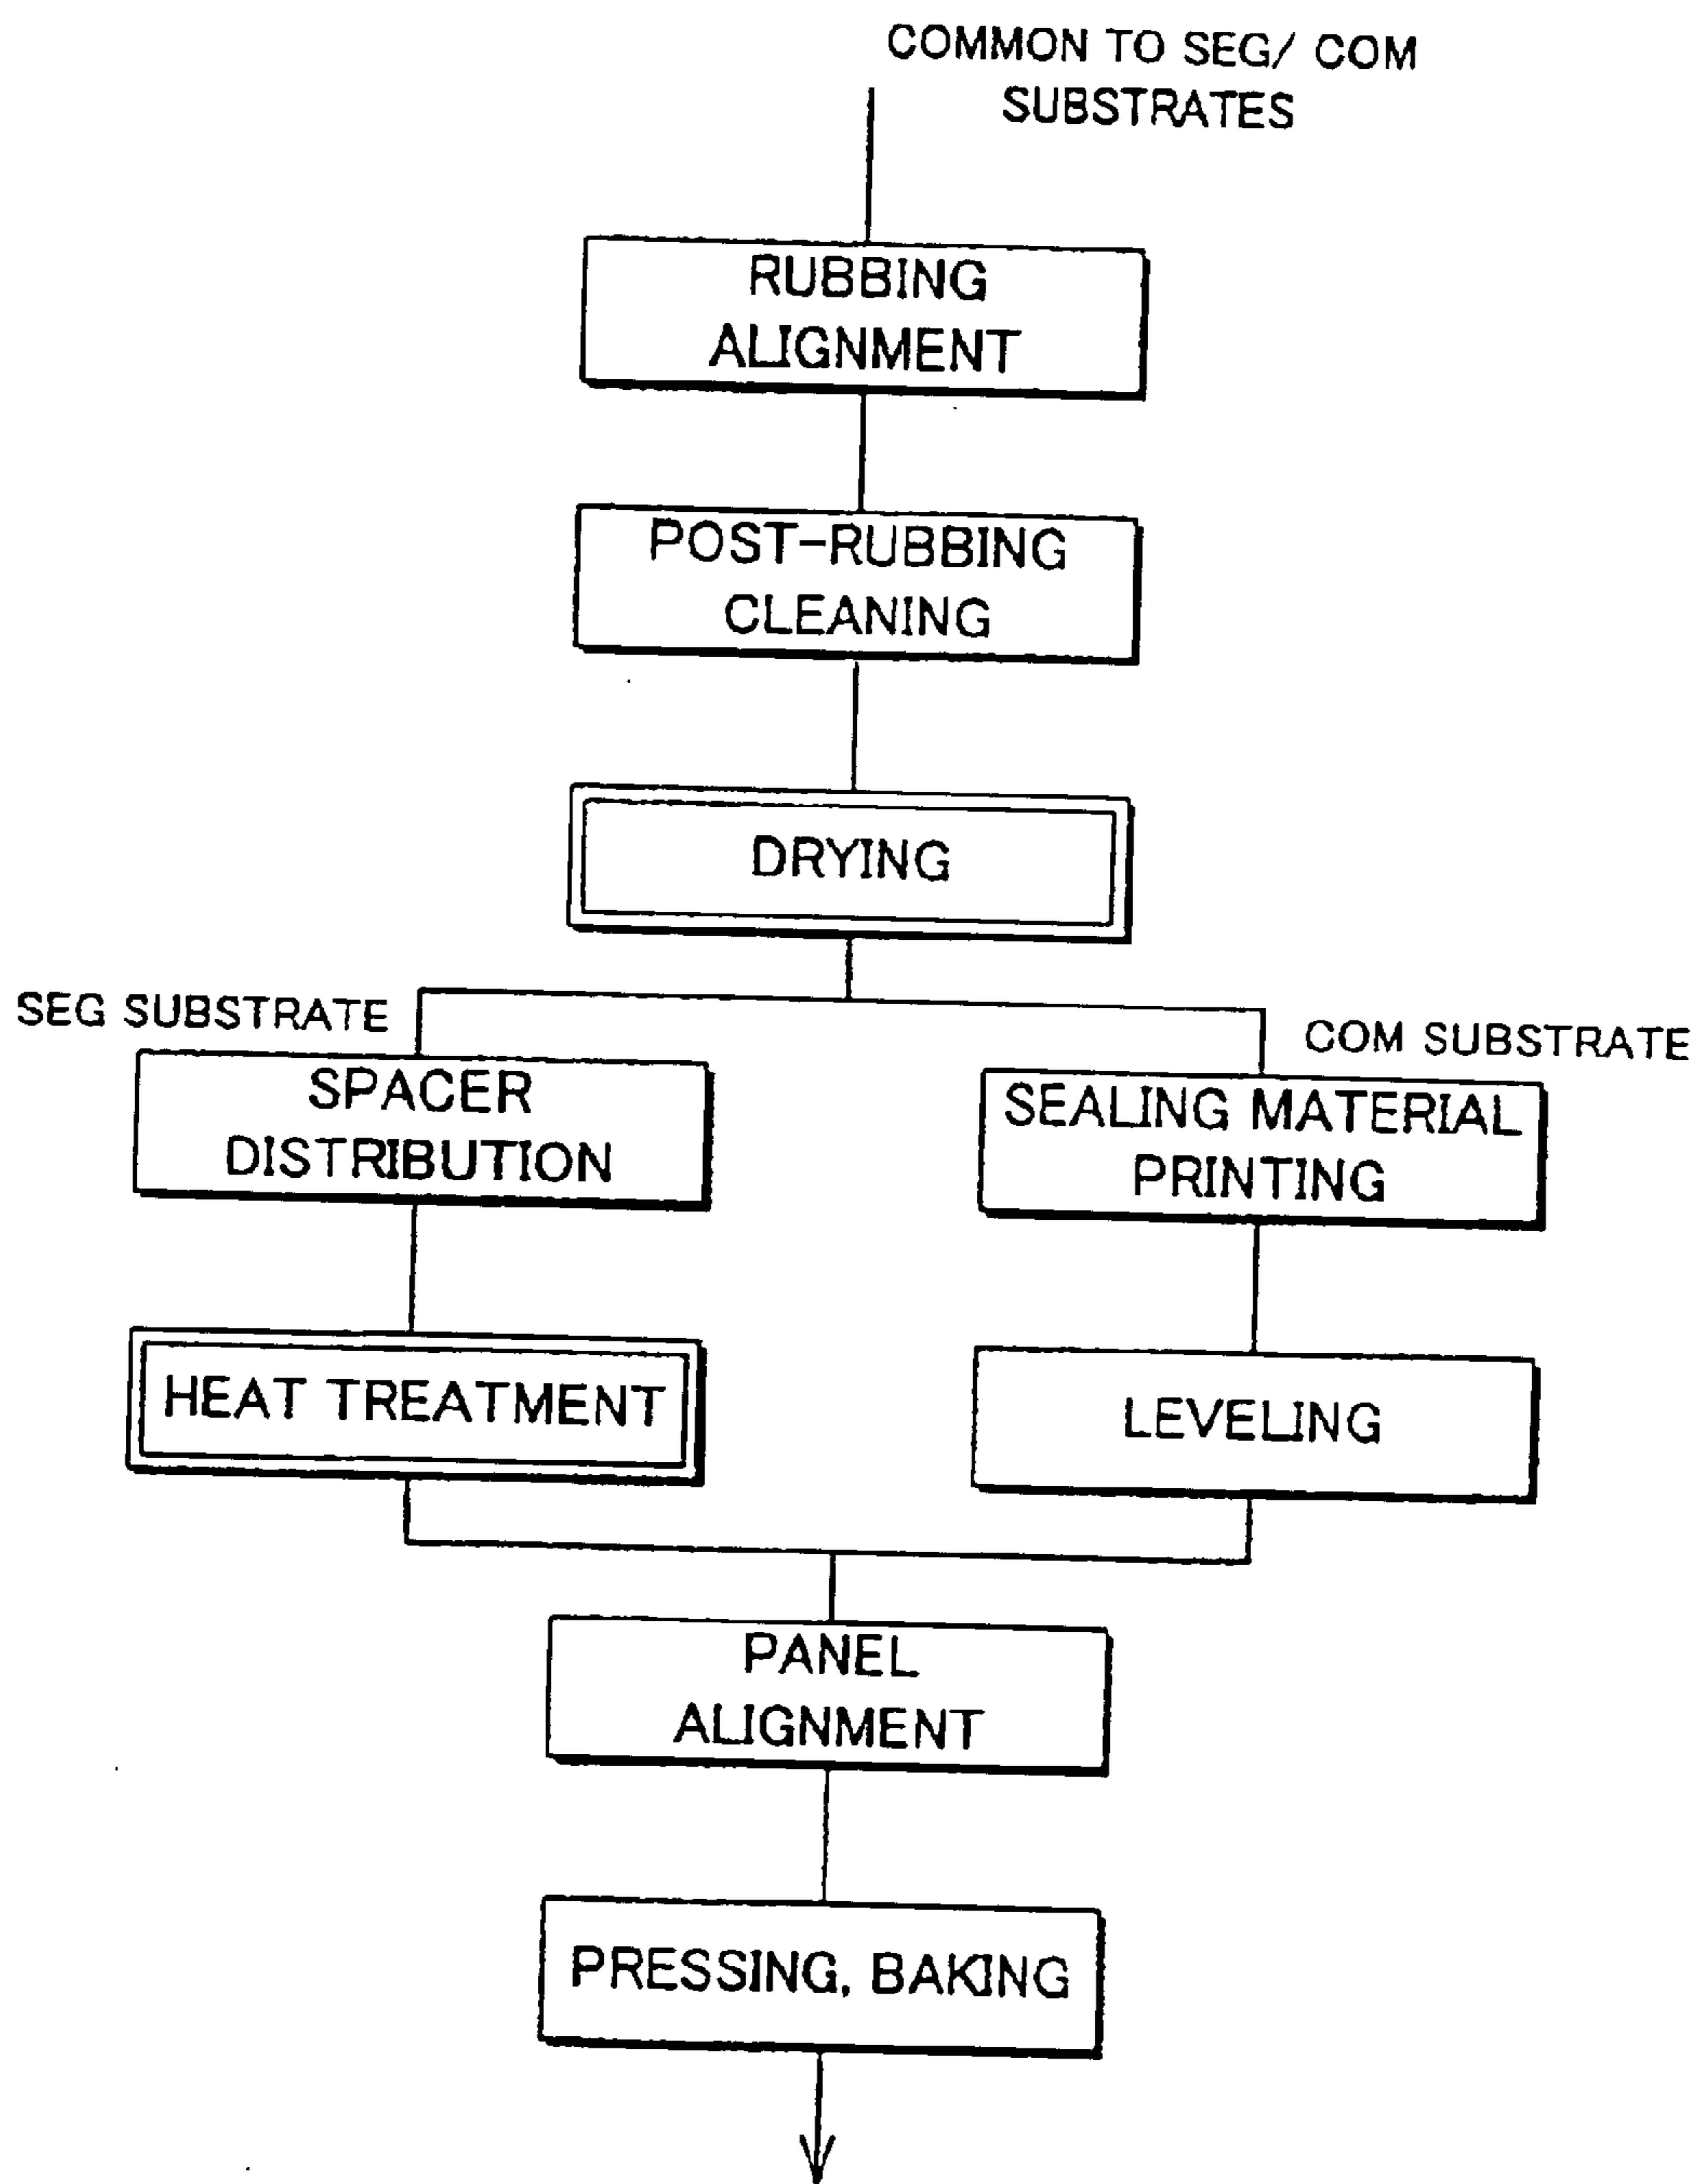 COMMON TO SEG/ COM
SUBSTRATES
RUBBING
ALIGNMENT
POST-RUBBING
CLEANING
DRYING
SEG SUBSTRATE
COM SUBSTRATE
SPACER
DISTRIBUTION
SEALING MATERIAL
PRINTING
HEAT TREATMENT
LEVELING
PANEL
ALIGNMENT
PRESSING, BAKING